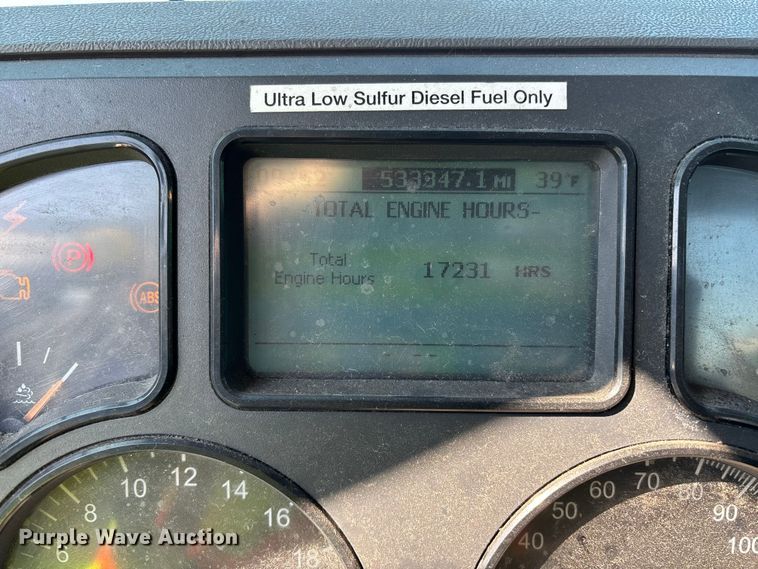 Ultra Low Sulfur Diesel Fuel Only
533347.1 MI 39°F
-TOTAL ENGINE HOURS-
Total
Engine Hours 17231 HRS
P
ABS
6 8 10 12 14 16 18
40 50 60 70 80 90 100
Purple Wave Auction